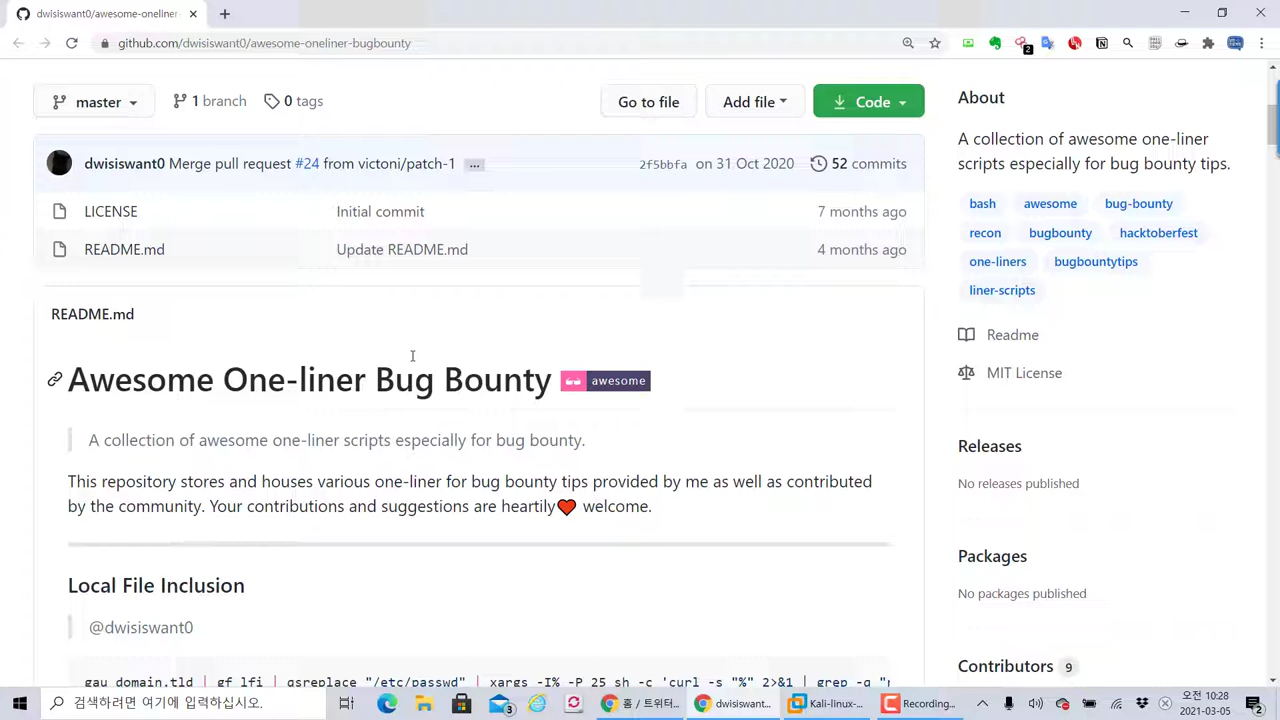 dwisiswant0/awesome-oneliner
github.com/dwisiswant0/awesome-oneliner-bugbounty
2
master
1 branch
0 tags
Go to file
Add file
Code
dwisiswant0 Merge pull request #24 from victoni/patch-1 ...
2f5bbfa on 31 Oct 2020
52 commits
LICENSE
Initial commit
7 months ago
README.md
Update README.md
4 months ago
README.md
Awesome One-liner Bug Bounty
awesome
A collection of awesome one-liner scripts especially for bug bounty.
This repository stores and houses various one-liner for bug bounty tips provided by me as well as contributed
by the community. Your contributions and suggestions are heartily❤️ welcome.
Local File Inclusion
@dwisiswant0
gau domain.tld | gf lfi | qsreplace "/etc/passwd" | xargs -I% -P 25 sh -c 'curl -s "%" 2>&1 | grep -q "
About
A collection of awesome one-liner
scripts especially for bug bounty tips.
bash
awesome
bug-bounty
recon
bugbounty
hacktoberfest
one-liners
bugbountytips
liner-scripts
Readme
MIT License
Releases
No releases published
Packages
No packages published
Contributors 9
검색하려면 여기에 입력하십시오.
3
홈 / 트위터...
dwisiswant...
Kali-linux-...
Recording...
오전 10:28
2021-03-05
2